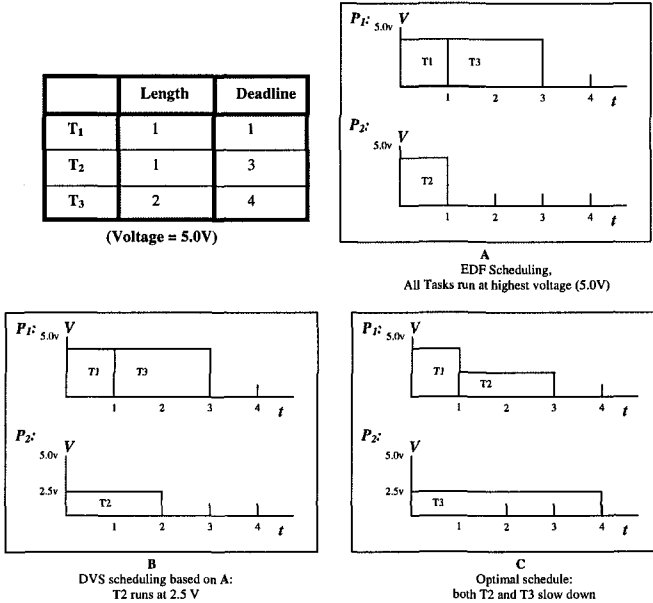 P1: V
5.0v
T1 T3
1 2 3 4 t
P2: V
5.0v
T2
1 2 3 4 t
A
EDF Scheduling,
All Tasks run at highest voltage (5.0V)
Length Deadline
T1 1 1
T2 1 3
T3 2 4
(Voltage = 5.0V)
P1: V
5.0v
T1 T3
1 2 3 4 t
P2: V
5.0v
2.5v
T2
1 2 3 4 t
B
DVS scheduling based on A:
T2 runs at 2.5 V
P1: V
5.0v
T1 T2
1 2 3 4 t
P2: V
5.0v
2.5v
T3
1 2 3 4 t
C
Optimal schedule:
both T2 and T3 slow down